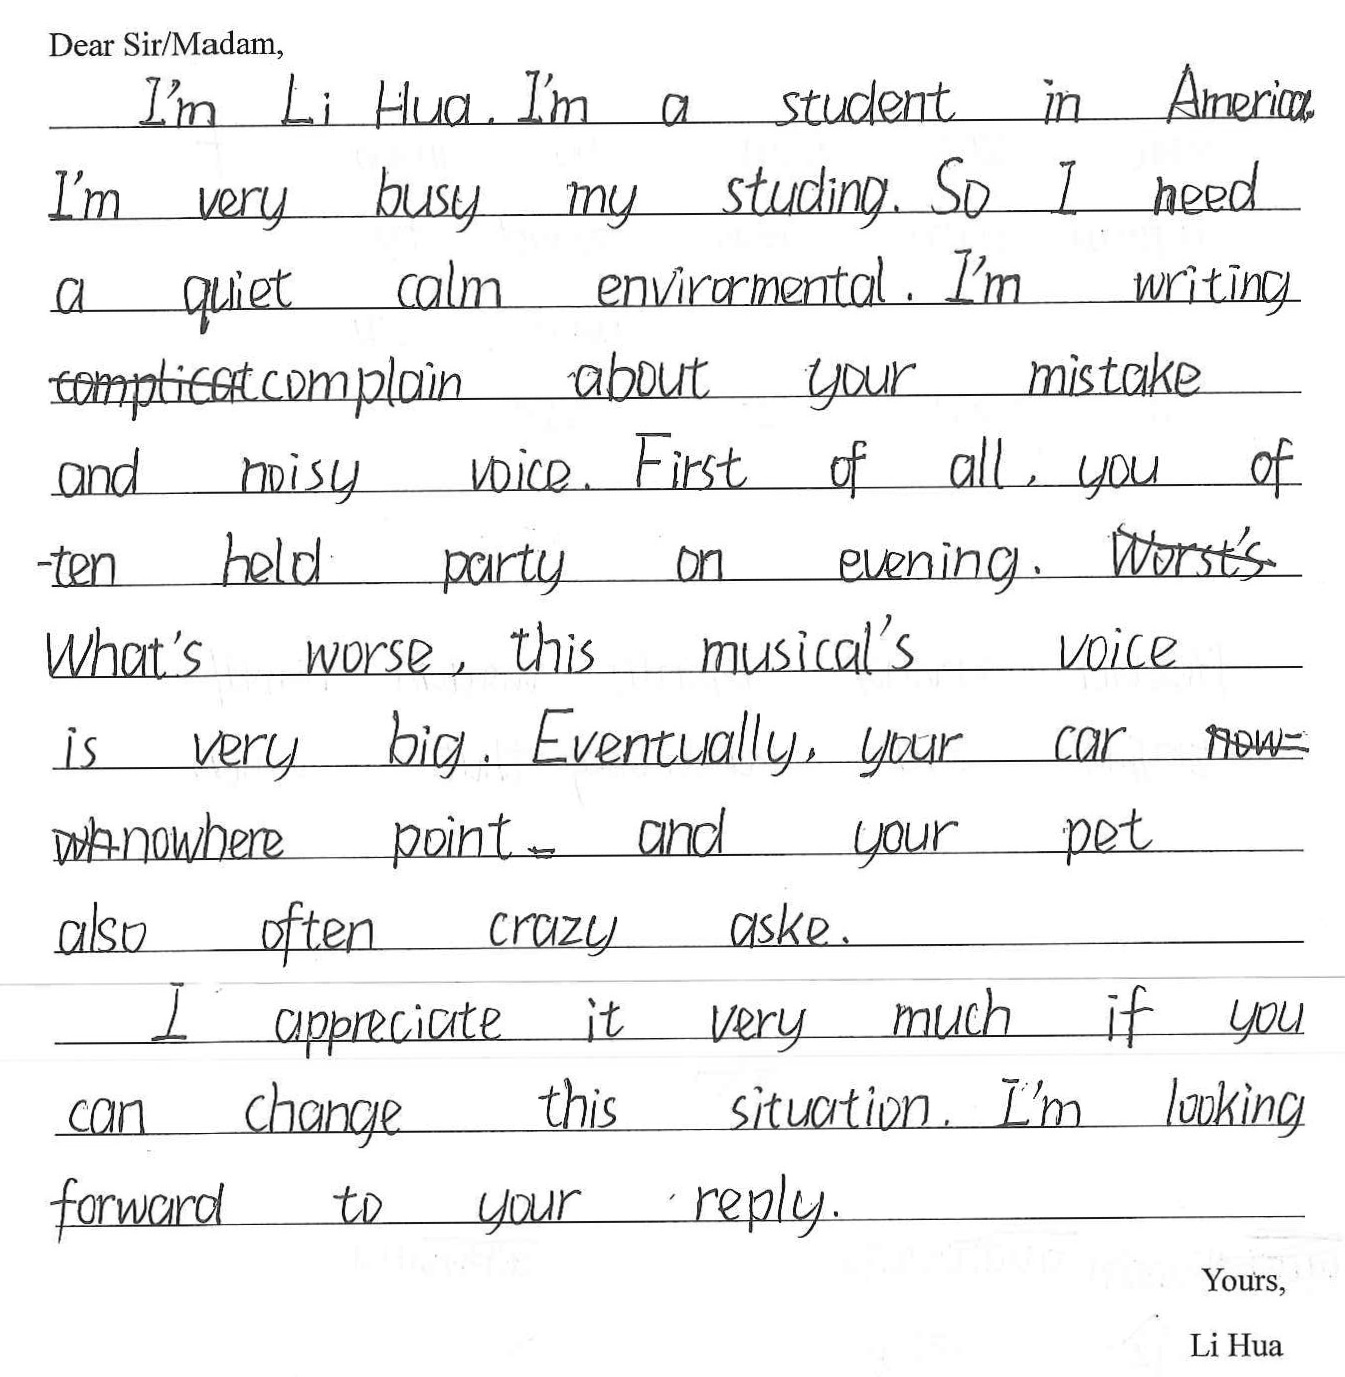 Dear Sir/Madam,
I'm Li Hua. I'm a student in America.
I'm very busy my studing. So I need
a quiet calm envirormental. I'm writing
complain about your mistake
and noisy voice. First of all, you of
-ten held party on evening. Worst's
What's worse, this musical's voice
is very big. Eventually, your car now-
wh nowhere point and your pet
also often crazy aske.
I appreciate it very much if you
can change this situation. I'm looking
forward to your reply.
Yours,
Li Hua